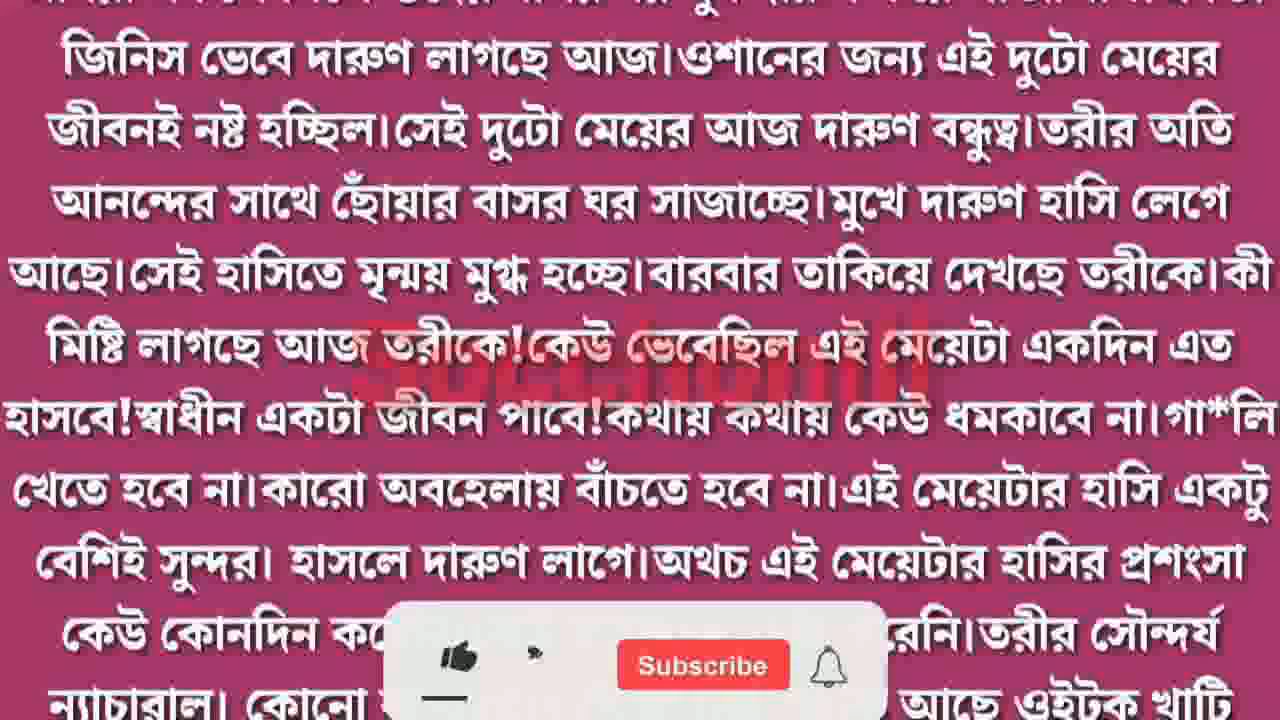 জিনিস ভেবে দারুণ লাগছে আজ।ওশানের জন্য এই দুটো মেয়ের
জীবনই নষ্ট হচ্ছিল।সেই দুটো মেয়ের আজ দারুণ বন্ধুত্ব।তরীর অতি
আনন্দের সাথে ছোঁয়ার বাসর ঘর সাজাচ্ছে।মুখে দারুণ হাসি লেগে
আছে।সেই হাসিতে মৃন্ময় মুগ্ধ হচ্ছে।বারবার তাকিয়ে দেখছে তরীকে।কী
মিষ্টি লাগছে আজ তরীকে!কেউ ভেবেছিল এই মেয়েটা একদিন এত
হাসবে!স্বাধীন একটা জীবন পাবে!কথায় কথায় কেউ ধমকাবে না।গা*লি
খেতে হবে না।কারো অবহেলায় বাঁচতে হবে না।এই মেয়েটার হাসি একটু
বেশিই সুন্দর। হাসলে দারুণ লাগে।অথচ এই মেয়েটার হাসির প্রশংসা
কেউ কোনদিন রেনি।তরীর সৌন্দর্য
ন্যাচারাল। কোনো আছে ওইটুক খাটি
Subscribe